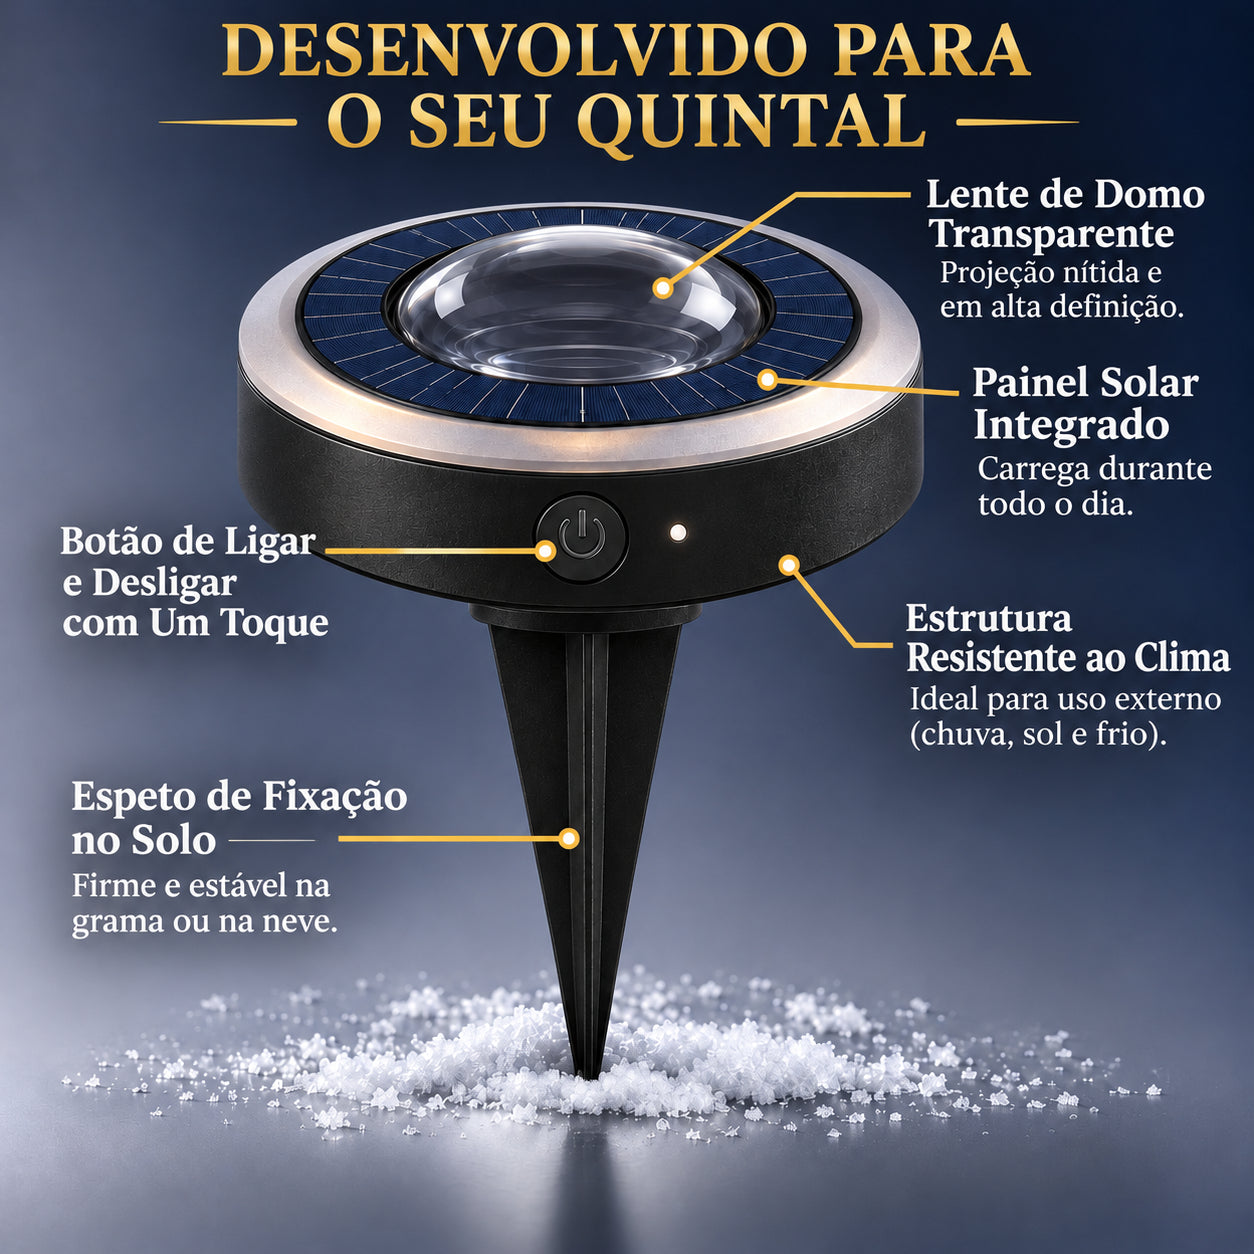 DESENVOLVIDO PARA
O SEU QUINTAL
Lente de Domo
Transparente
Projeção nítida e
em alta definição.
Painel Solar
Integrado
Carrega durante
todo o dia.
Botão de Ligar
e Desligar
com Um Toque
Estrutura
Resistente ao Clima
Ideal para uso externo
(chuva, sol e frio).
Espeto de Fixação
no Solo
Firme e estável na
grama ou na neve.